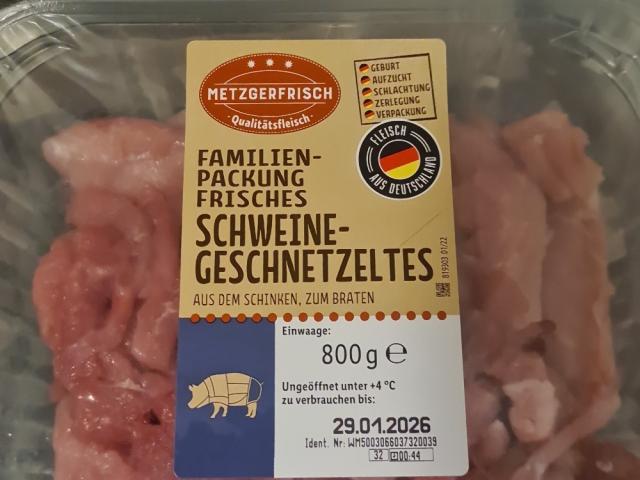 METZGERFRISCH
· Qualitätsfleisch ·
GEBURT
AUFZUCHT
SCHLACHTUNG
ZERLEGUNG
VERPACKUNG
FLEISCH
AUS DEUTSCHLAND
FAMILIEN-
PACKUNG
FRISCHES
SCHWEINE-
GESCHNETZELTES
AUS DEM SCHINKEN, ZUM BRATEN
819303 01/22
Einwaage:
800 g ℮
Ungeöffnet unter +4 °C
zu verbrauchen bis:
29.01.2026
Ident. Nr: WM5003066037320039
32 00:44